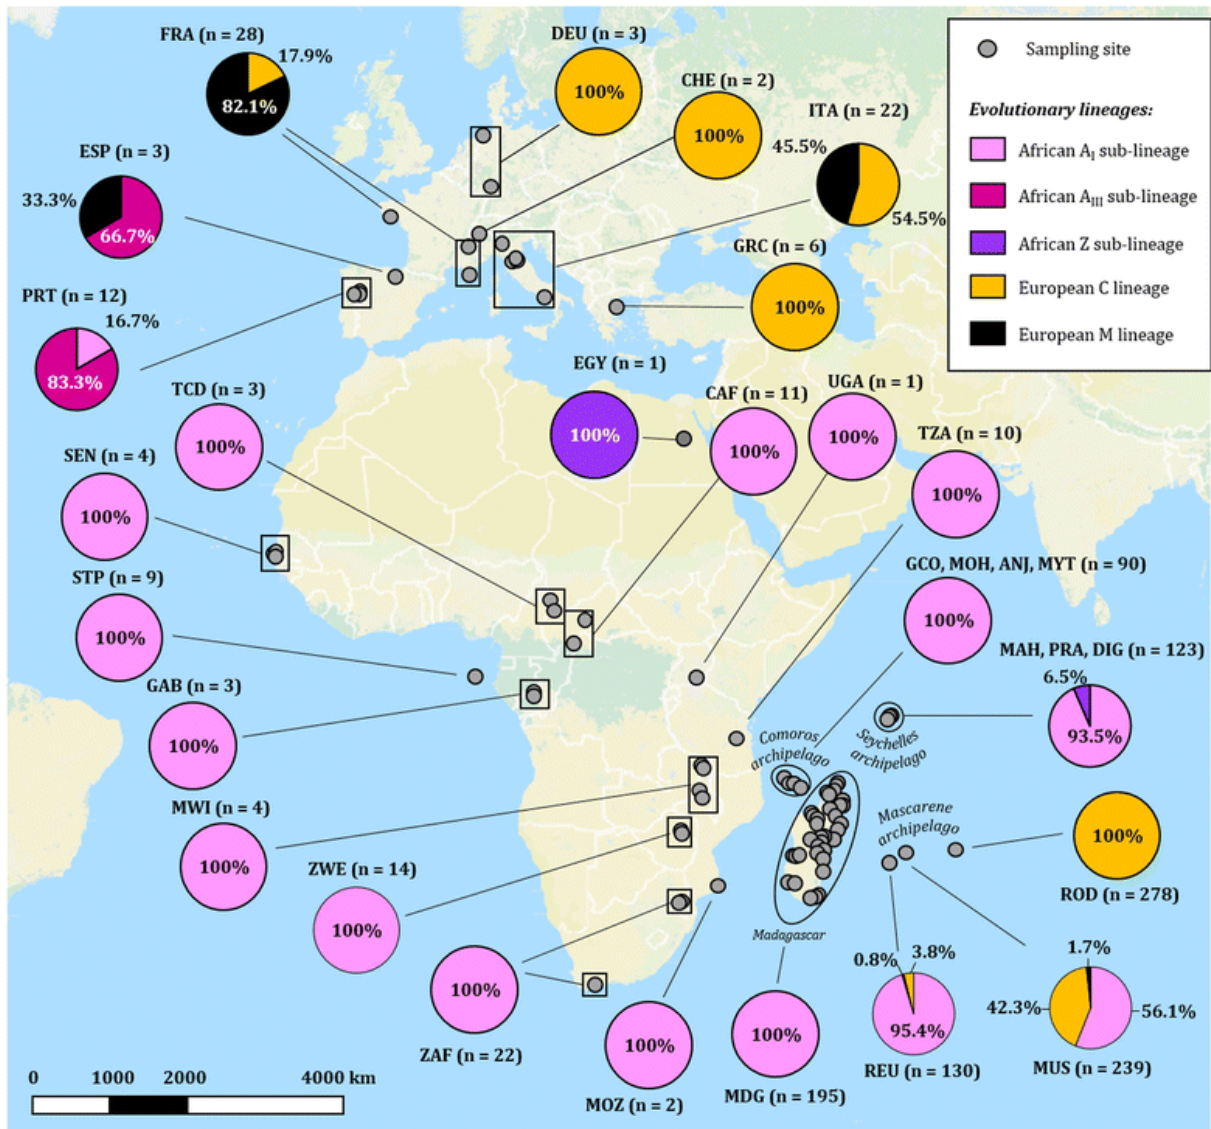 FRA (n = 28)
17.9%
82.1%
DEU (n = 3)
100%
CHE (n = 2)
100%
ITA (n = 22)
45.5%
54.5%
Sampling site
Evolutionary lineages:
African AI sub-lineage
African AIII sub-lineage
African Z sub-lineage
European C lineage
European M lineage
ESP (n = 3)
33.3%
66.7%
GRC (n = 6)
100%
PRT (n = 12)
16.7%
83.3%
EGY (n = 1)
100%
TCD (n = 3)
100%
CAF (n = 11)
100%
UGA (n = 1)
100%
TZA (n = 10)
100%
SEN (n = 4)
100%
STP (n = 9)
100%
GCO, MOH, ANJ, MYT (n = 90)
100%
MAH, PRA, DIG (n = 123)
6.5%
93.5%
GAB (n = 3)
100%
Comoros
archipelago
Seychelles
archipelago
MWI (n = 4)
100%
Mascarene
archipelago
100%
ROD (n = 278)
ZWE (n = 14)
100%
Madagascar
100%
ZAF (n = 22)
100%
MOZ (n = 2)
100%
MDG (n = 195)
0.8%
3.8%
95.4%
REU (n = 130)
1.7%
42.3%
56.1%
MUS (n = 239)
0 1000 2000 4000 km